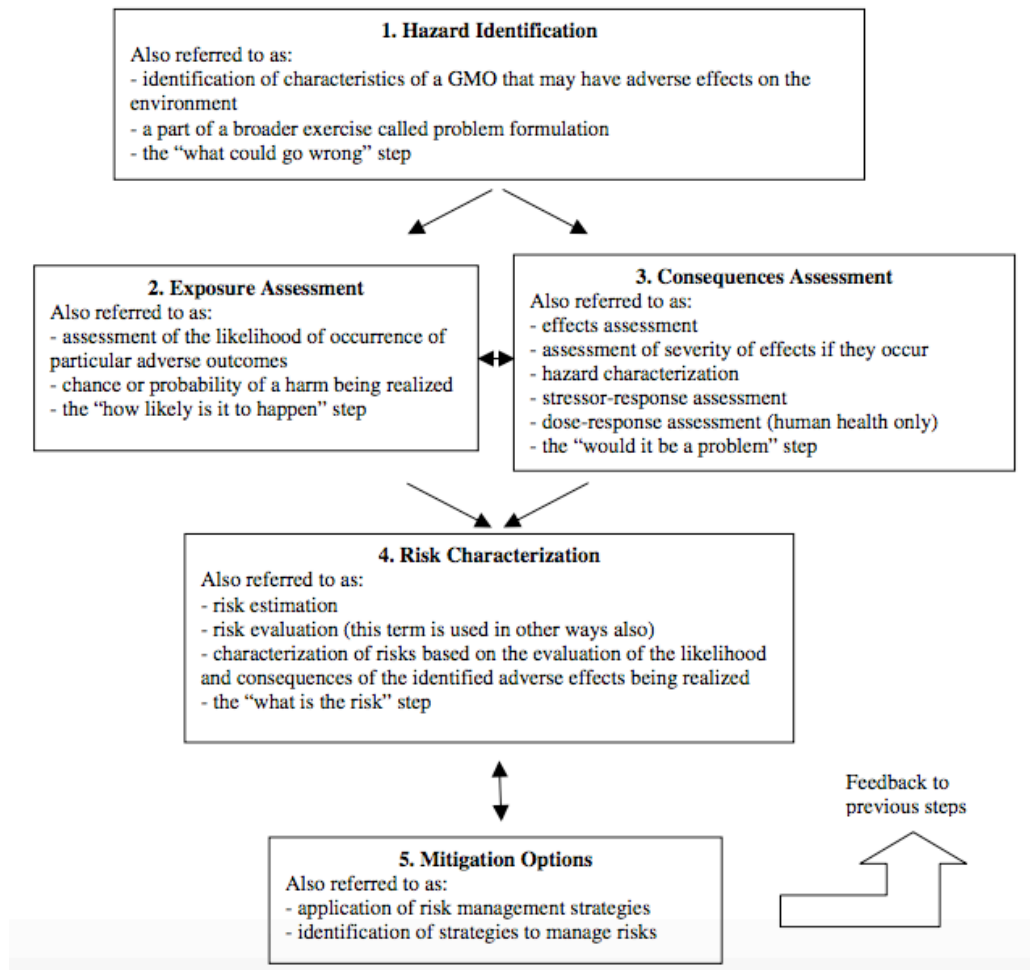 1. Hazard Identification
Also referred to as:
- identification of characteristics of a GMO that may have adverse effects on the
environment
- a part of a broader exercise called problem formulation
- the “what could go wrong” step
2. Exposure Assessment
Also referred to as:
- assessment of the likelihood of occurrence of
particular adverse outcomes
- chance or probability of a harm being realized
- the “how likely is it to happen” step
3. Consequences Assessment
Also referred to as:
- effects assessment
- assessment of severity of effects if they occur
- hazard characterization
- stressor-response assessment
- dose-response assessment (human health only)
- the “would it be a problem” step
4. Risk Characterization
Also referred to as:
- risk estimation
- risk evaluation (this term is used in other ways also)
- characterization of risks based on the evaluation of the likelihood
and consequences of the identified adverse effects being realized
- the “what is the risk” step
Feedback to
previous steps
5. Mitigation Options
Also referred to as:
- application of risk management strategies
- identification of strategies to manage risks